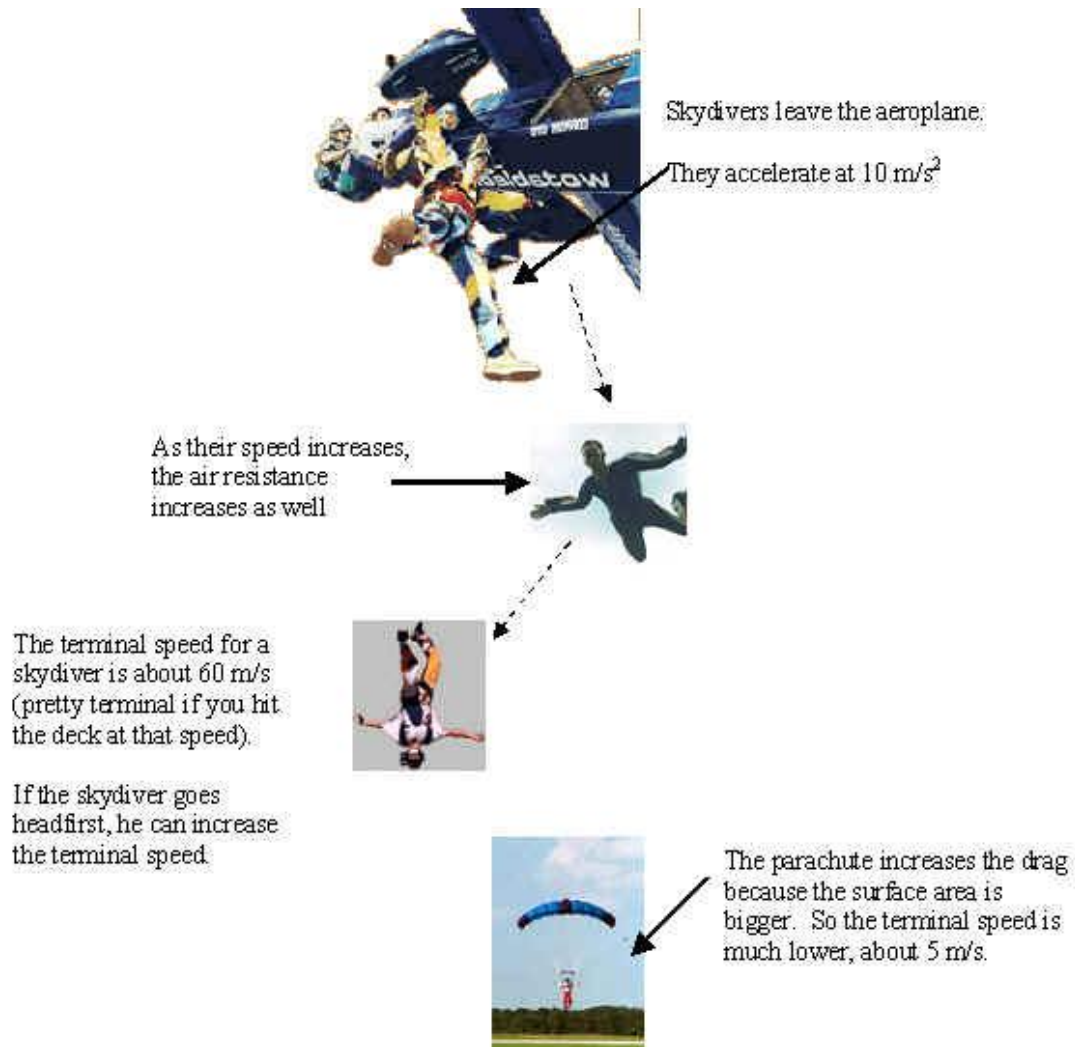 Skydivers leave the aeroplane.
They accelerate at 10 m/s²
As their speed increases,
the air resistance
increases as well
The terminal speed for a
skydiver is about 60 m/s
(pretty terminal if you hit
the deck at that speed).
If the skydiver goes
headfirst, he can increase
the terminal speed.
The parachute increases the drag
because the surface area is
bigger. So the terminal speed is
much lower, about 5 m/s.